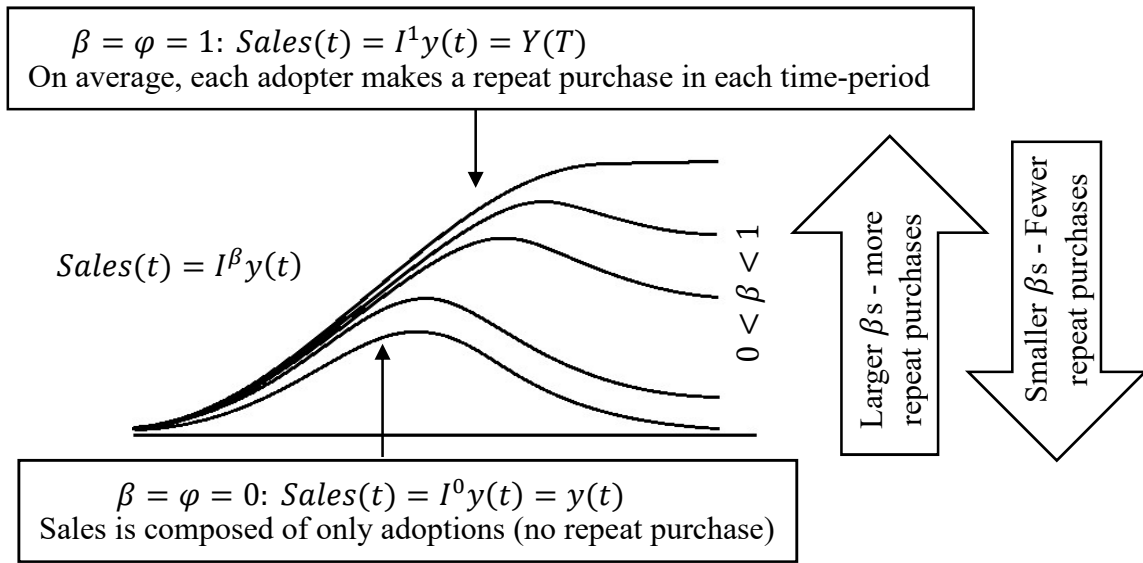 β = φ = 1: Sales(t) = I¹y(t) = Y(T)
On average, each adopter makes a repeat purchase in each time-period
Sales(t) = I^β y(t)
0 < β < 1
Larger βs - more
repeat purchases
Smaller βs - Fewer
repeat purchases
β = φ = 0: Sales(t) = I⁰y(t) = y(t)
Sales is composed of only adoptions (no repeat purchase)